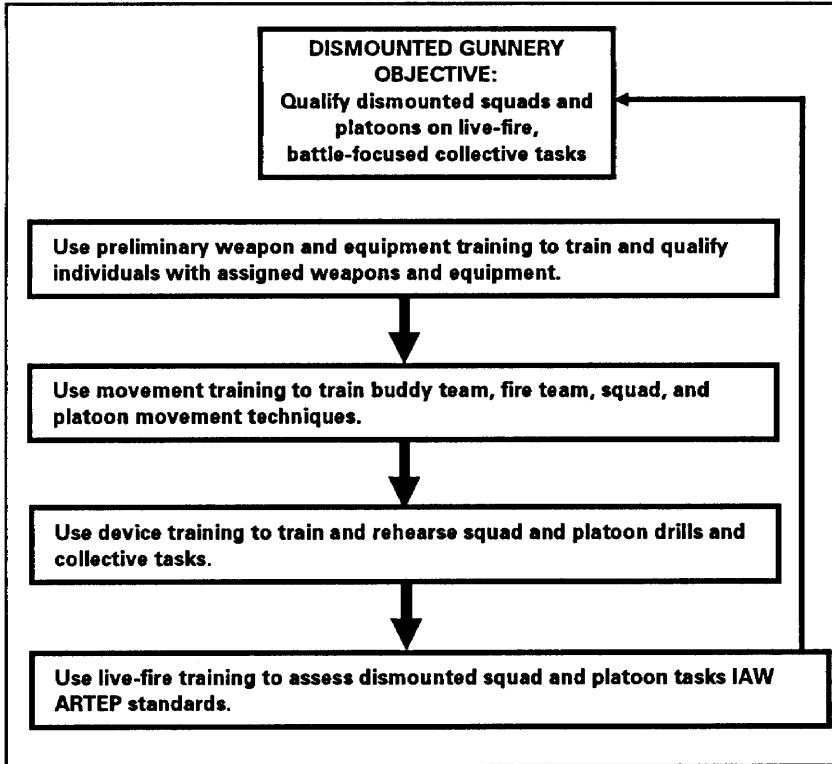 DISMOUNTED GUNNERY
OBJECTIVE:
Qualify dismounted squads and
platoons on live-fire,
battle-focused collective tasks
Use preliminary weapon and equipment training to train and qualify
individuals with assigned weapons and equipment.
Use movement training to train buddy team, fire team, squad, and
platoon movement techniques.
Use device training to train and rehearse squad and platoon drills and
collective tasks.
Use live-fire training to assess dismounted squad and platoon tasks IAW
ARTEP standards.